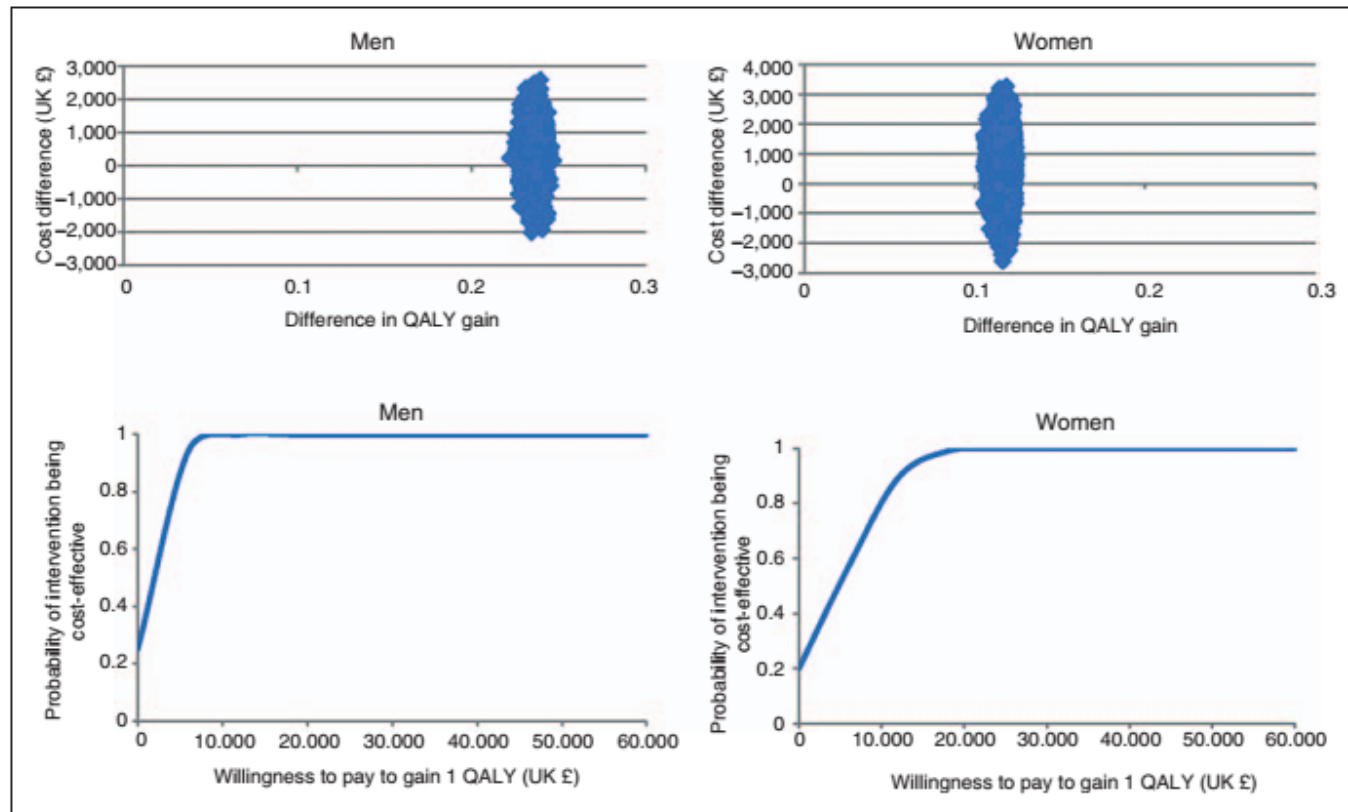 Men
Cost difference (UK £)
3,000
2,000
1,000
0
−1,000
−2,000
−3,000
0 0.1 0.2 0.3
Difference in QALY gain
Women
Cost difference (UK £)
4,000
3,000
2,000
1,000
0
−1,000
−2,000
−3,000
0 0.1 0.2 0.3
Difference in QALY gain
Men
Probability of intervention being
cost-effective
1
0.8
0.6
0.4
0.2
0
0 10.000 20.000 30.000 40.000 50.000 60.000
Willingness to pay to gain 1 QALY (UK £)
Women
Probability of intervention being
cost-effective
1
0.8
0.6
0.4
0.2
0
0 10.000 20.000 30.000 40.000 50.000 60.000
Willingness to pay to gain 1 QALY (UK £)